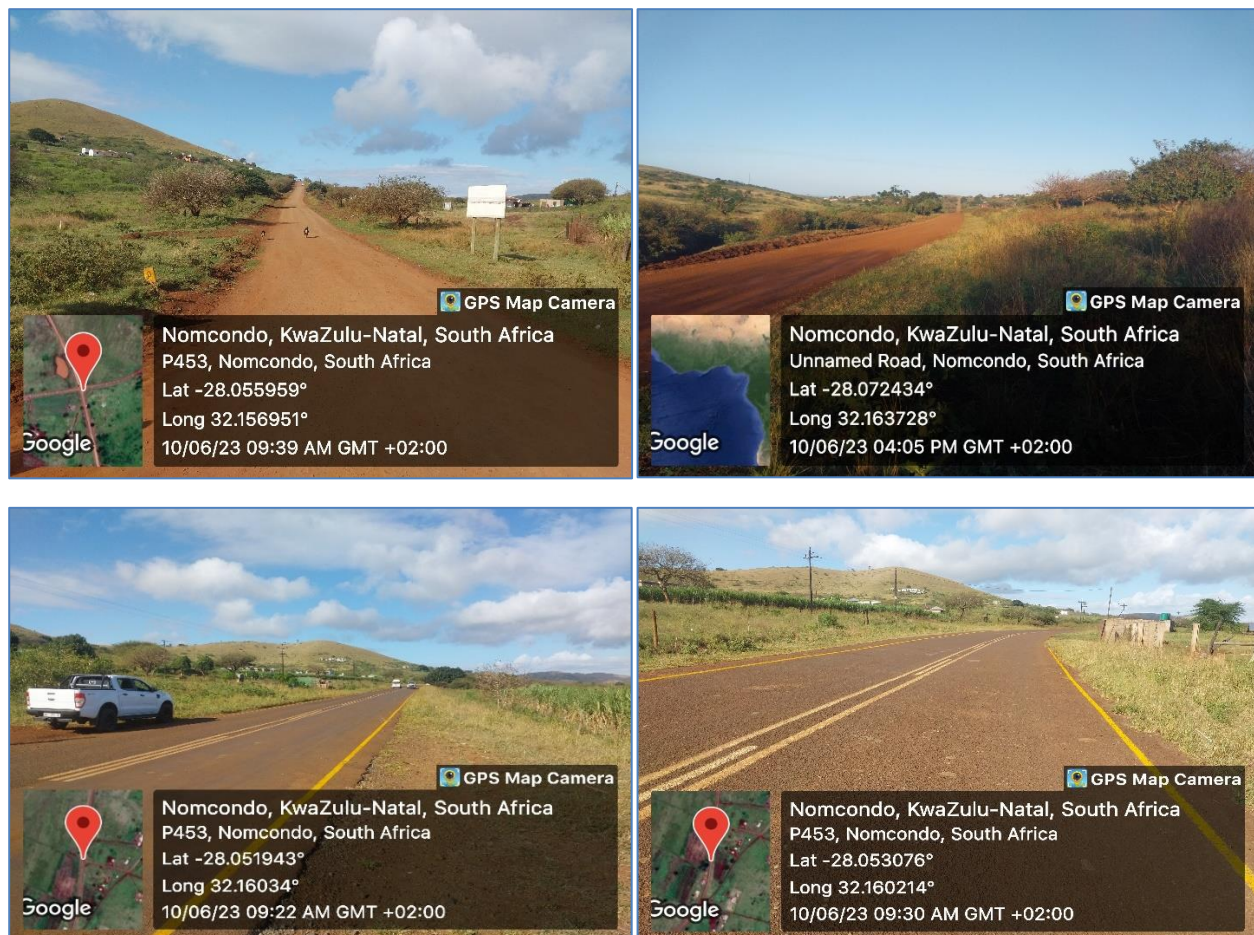 GPS Map Camera
Nomcondo, KwaZulu-Natal, South Africa
P453, Nomcondo, South Africa
Lat -28.055959°
Long 32.156951°
10/06/23 09:39 AM GMT +02:00
Google
GPS Map Camera
Nomcondo, KwaZulu-Natal, South Africa
Unnamed Road, Nomcondo, South Africa
Lat -28.072434°
Long 32.163728°
10/06/23 04:05 PM GMT +02:00
Google
GPS Map Camera
Nomcondo, KwaZulu-Natal, South Africa
P453, Nomcondo, South Africa
Lat -28.051943°
Long 32.16034°
10/06/23 09:22 AM GMT +02:00
Google
GPS Map Camera
Nomcondo, KwaZulu-Natal, South Africa
P453, Nomcondo, South Africa
Lat -28.053076°
Long 32.160214°
10/06/23 09:30 AM GMT +02:00
Google